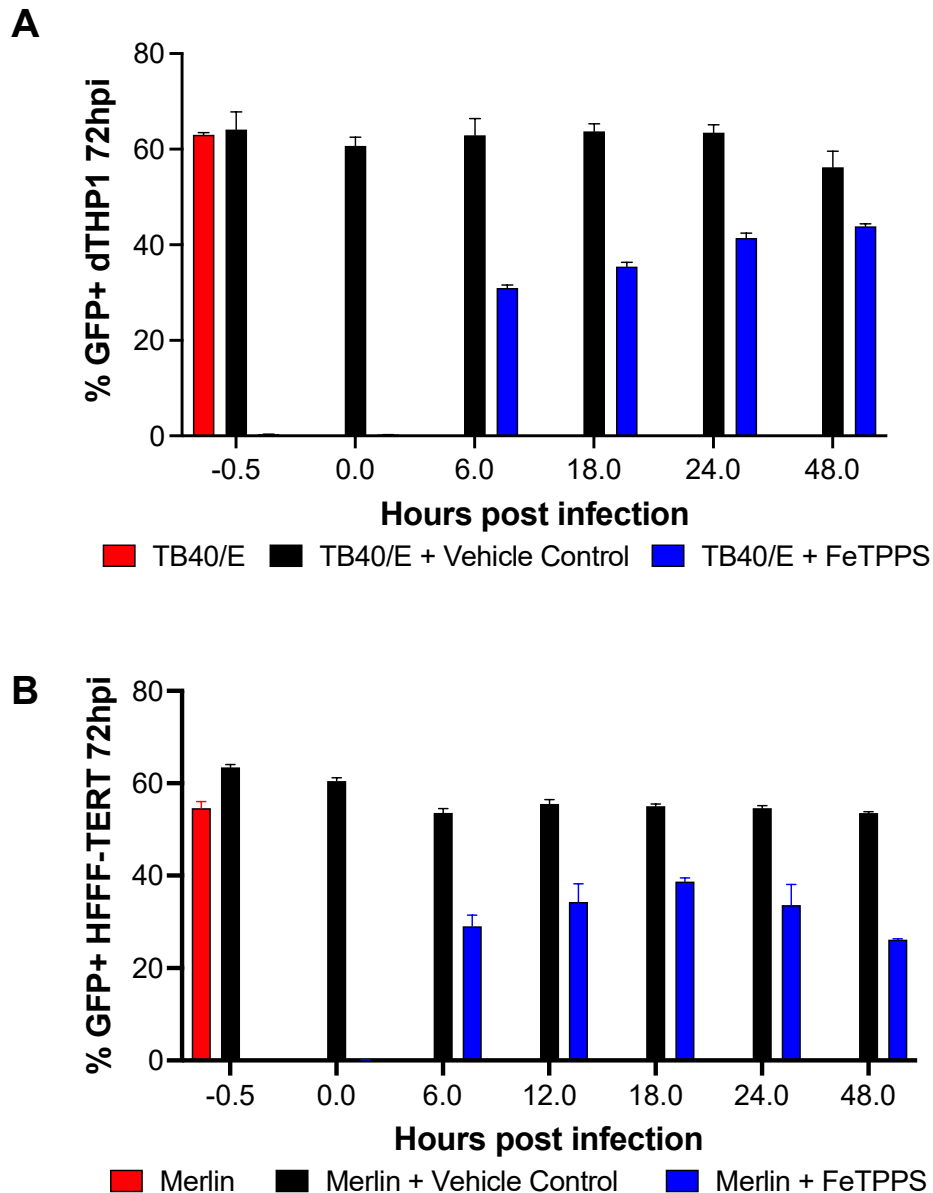 A
% GFP+ dTHP1 72hpi
80
60
40
20
0
-0.5 0.0 6.0 18.0 24.0 48.0
Hours post infection
TB40/E TB40/E + Vehicle Control TB40/E + FeTPPS
B
% GFP+ HFFF-TERT 72hpi
80
60
40
20
0
-0.5 0.0 6.0 12.0 18.0 24.0 48.0
Hours post infection
Merlin Merlin + Vehicle Control Merlin + FeTPPS